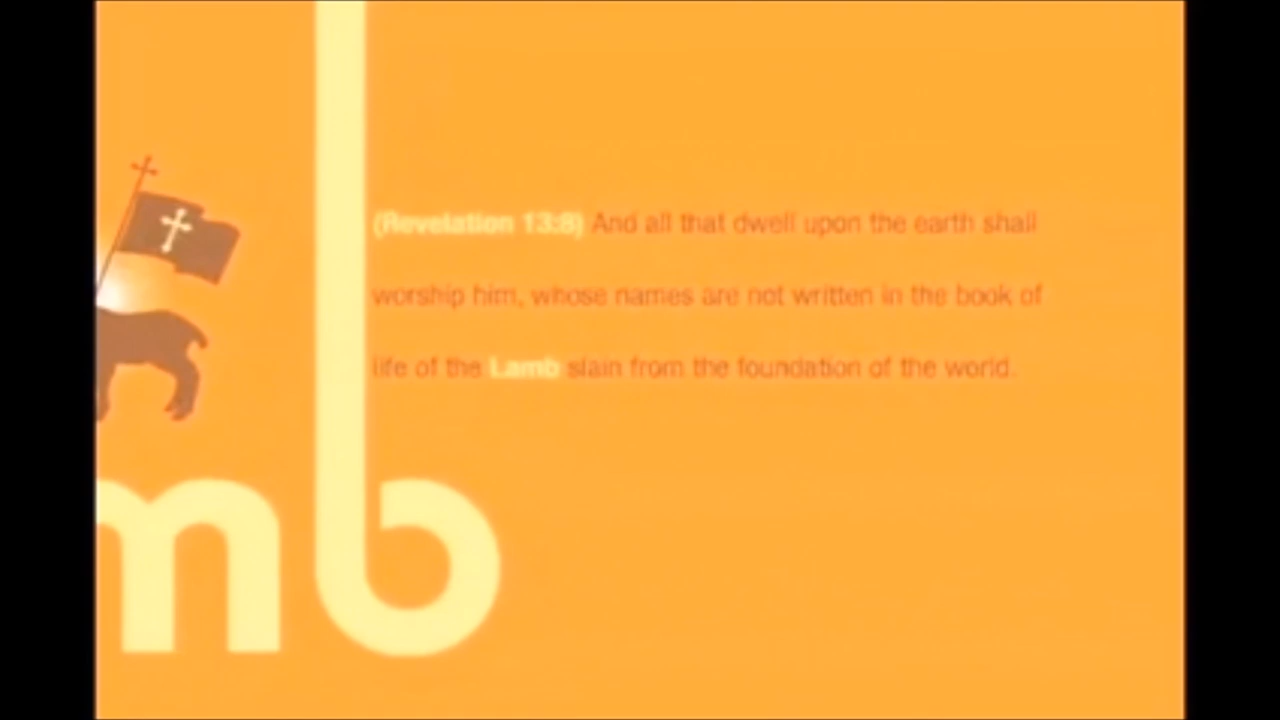 (Revelation 13:8) And all that dwell upon the earth shall
worship him, whose names are not written in the book of
life of the Lamb slain from the foundation of the world.
mb